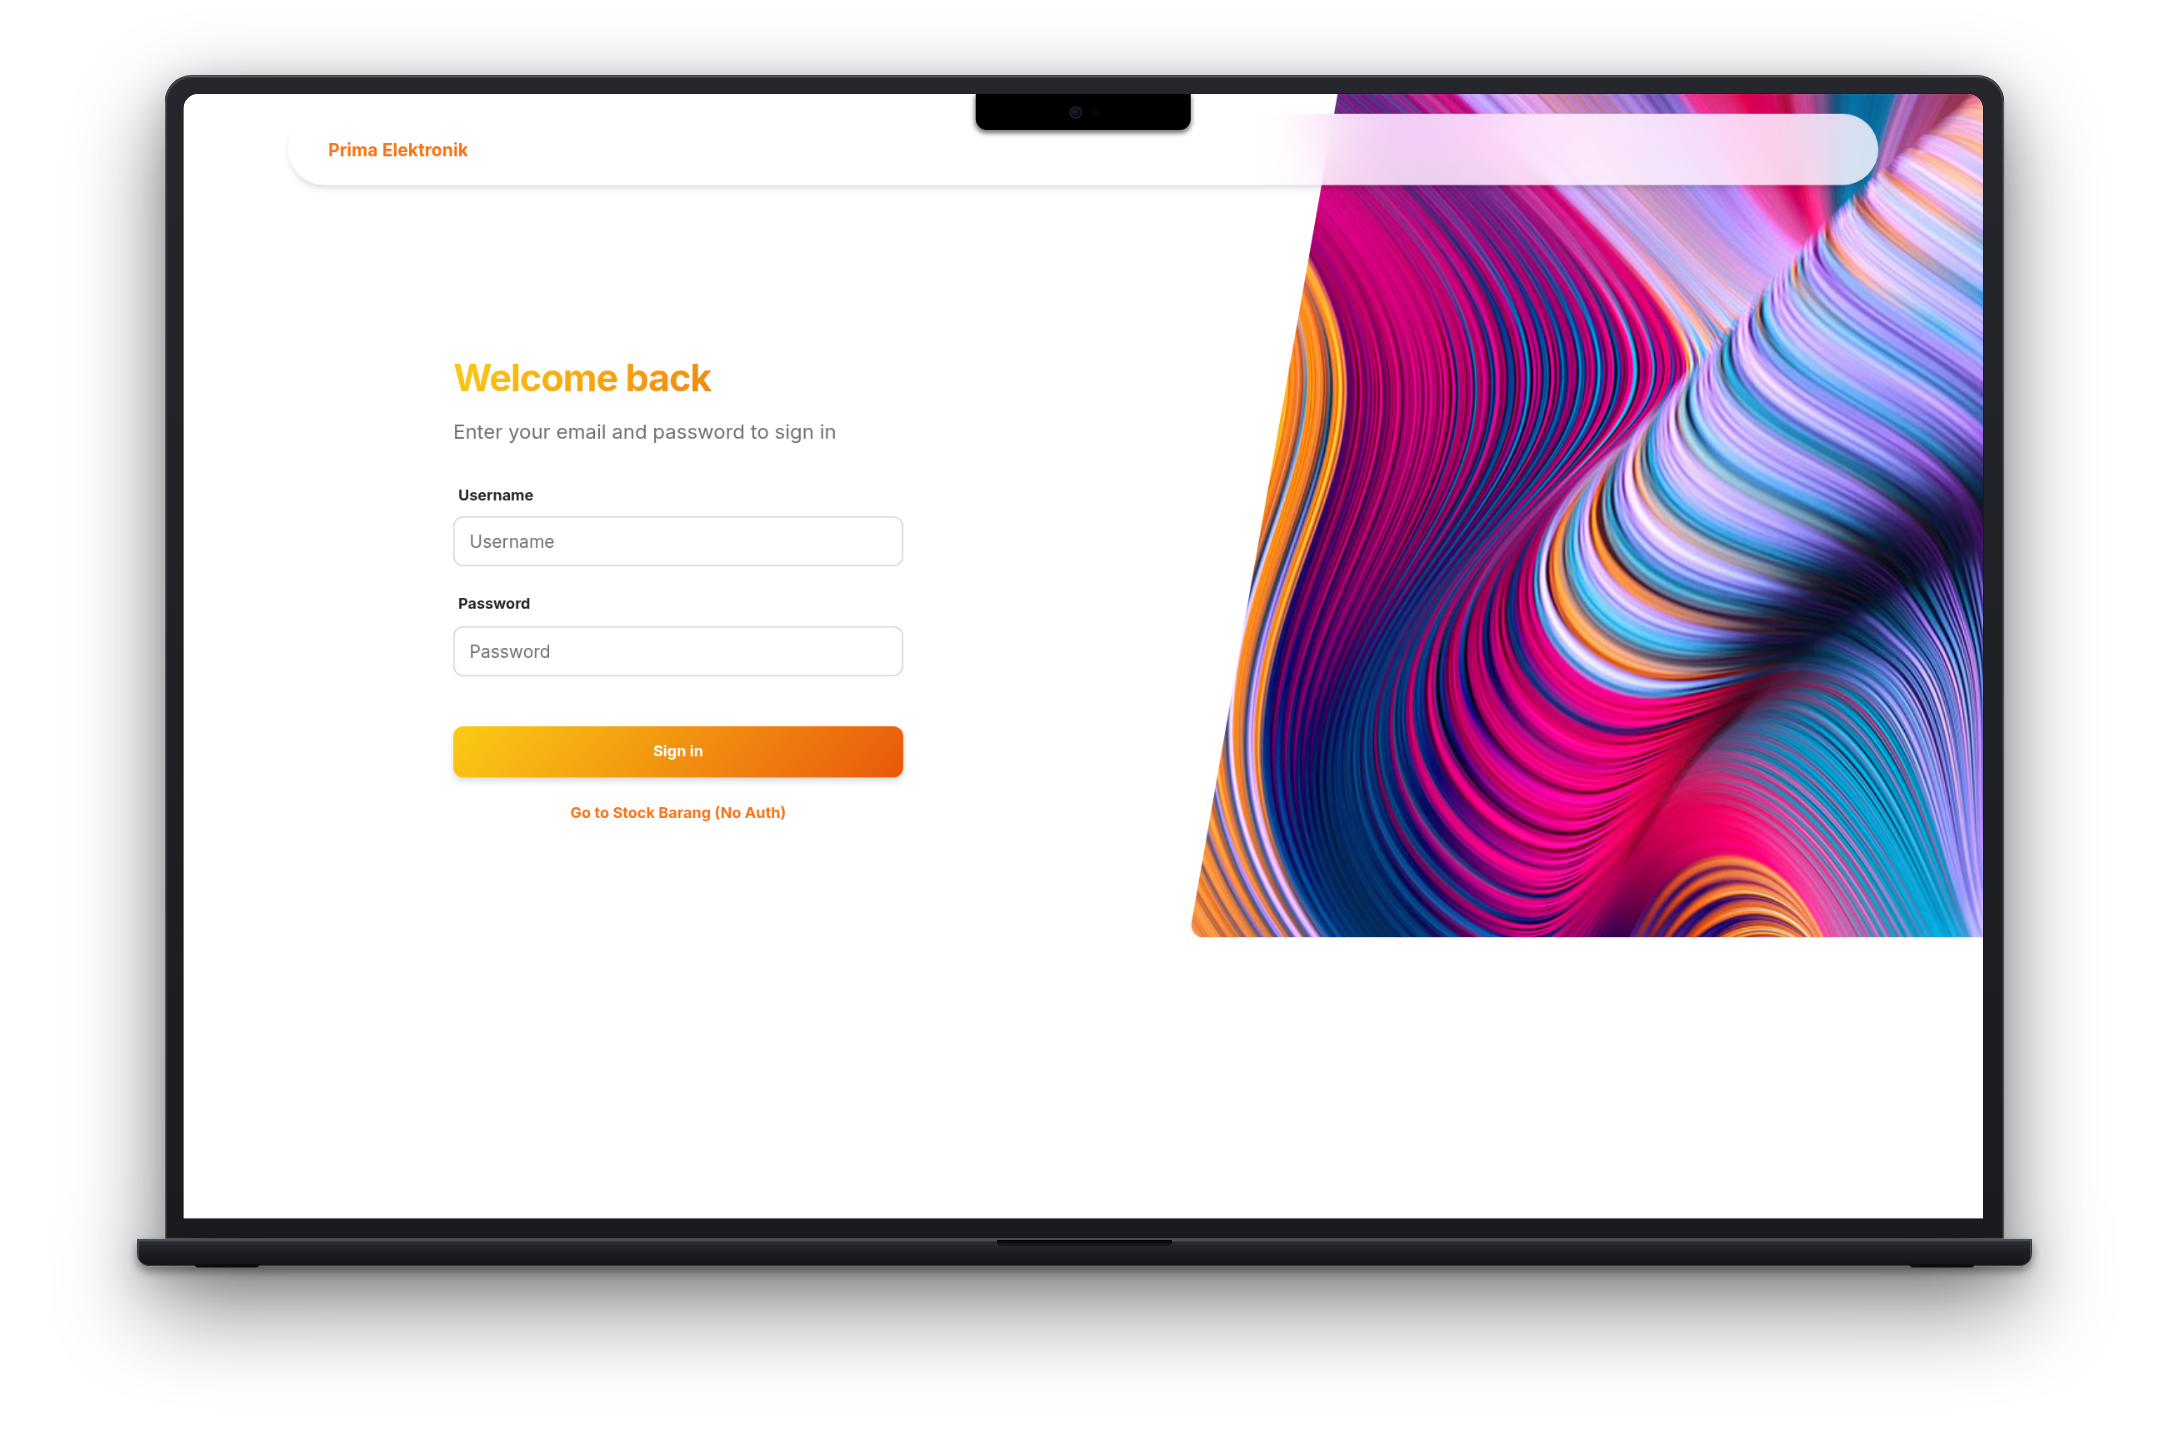 Prima Elektronik
Welcome back
Enter your email and password to sign in
Username
Username
Password
Password
Sign in
Go to Stock Barang (No Auth)